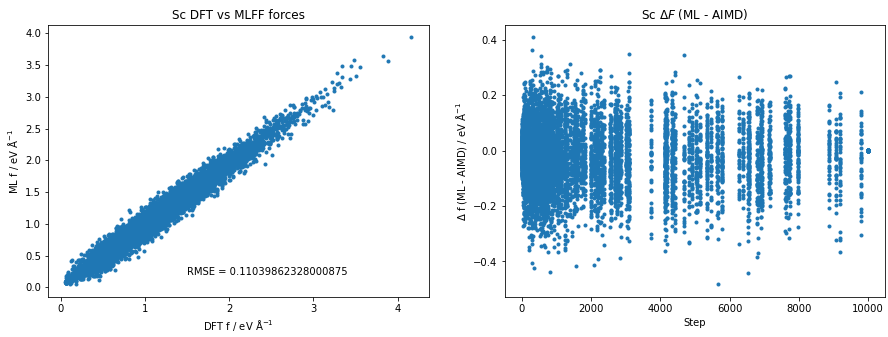 Sc DFT vs MLFF forces
4.0
3.5
3.0
2.5
2.0
1.5
1.0
0.5
0.0
ML f / eV Å⁻¹
RMSE = 0.11039862328000875
0 1 2 3 4
DFT f / eV Å⁻¹
Sc ΔF (ML - AIMD)
0.4
0.2
0.0
−0.2
−0.4
Δ f (ML - AIMD) / eV Å⁻¹
0 2000 4000 6000 8000 10000
Step